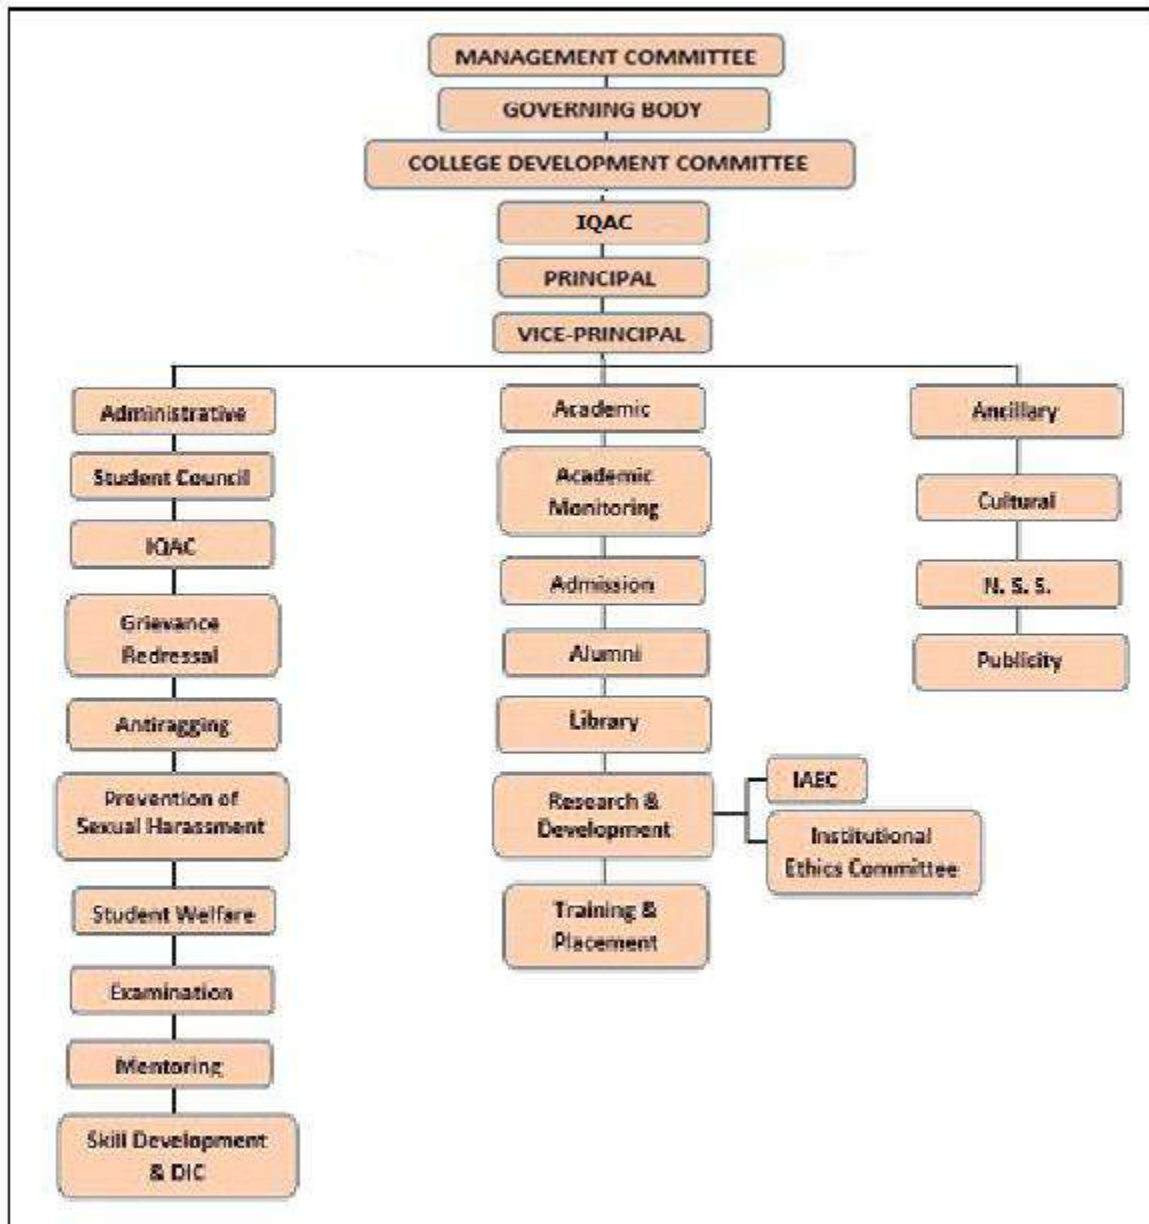 MANAGEMENT COMMITTEE
GOVERNING BODY
COLLEGE DEVELOPMENT COMMITTEE
IQAC
PRINCIPAL
VICE-PRINCIPAL
Administrative
Student Council
IQAC
Grievance
Redressal
Antiragging
Prevention of
Sexual Harassment
Student Welfare
Examination
Mentoring
Skill Development
& DIC
Academic
Academic
Monitoring
Admission
Alumni
Library
Research &
Development
IAEC
Institutional
Ethics Committee
Training &
Placement
Ancillary
Cultural
N. S. S.
Publicity